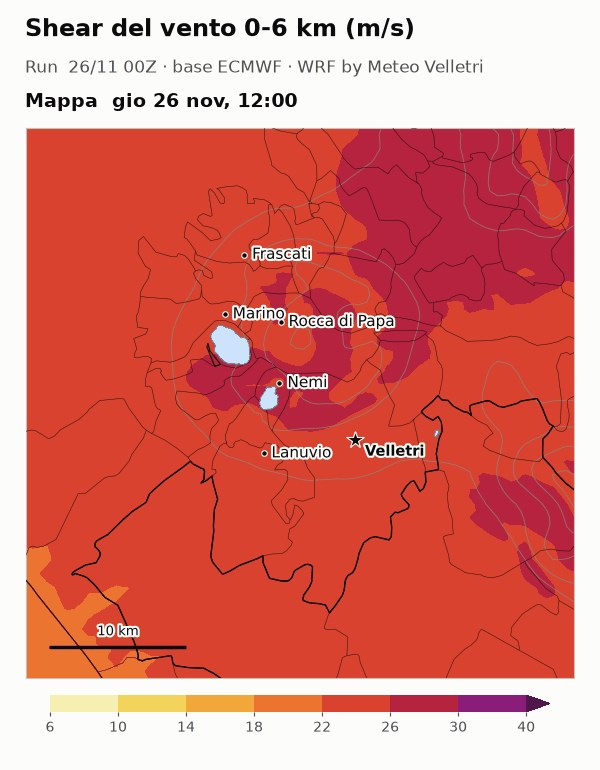 Shear del vento 0-6 km (m/s)
Run 26/11 00Z · base ECMWF · WRF by Meteo Velletri
Mappa gio 26 nov, 12:00
Frascati
Marino
Rocca di Papa
Nemi
Velletri
Lanuvio
10 km
6 10 14 18 22 26 30 40